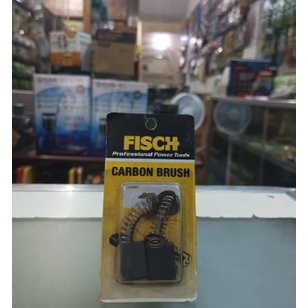 FISCH
Professional Power Tools
CARBON BRUSH